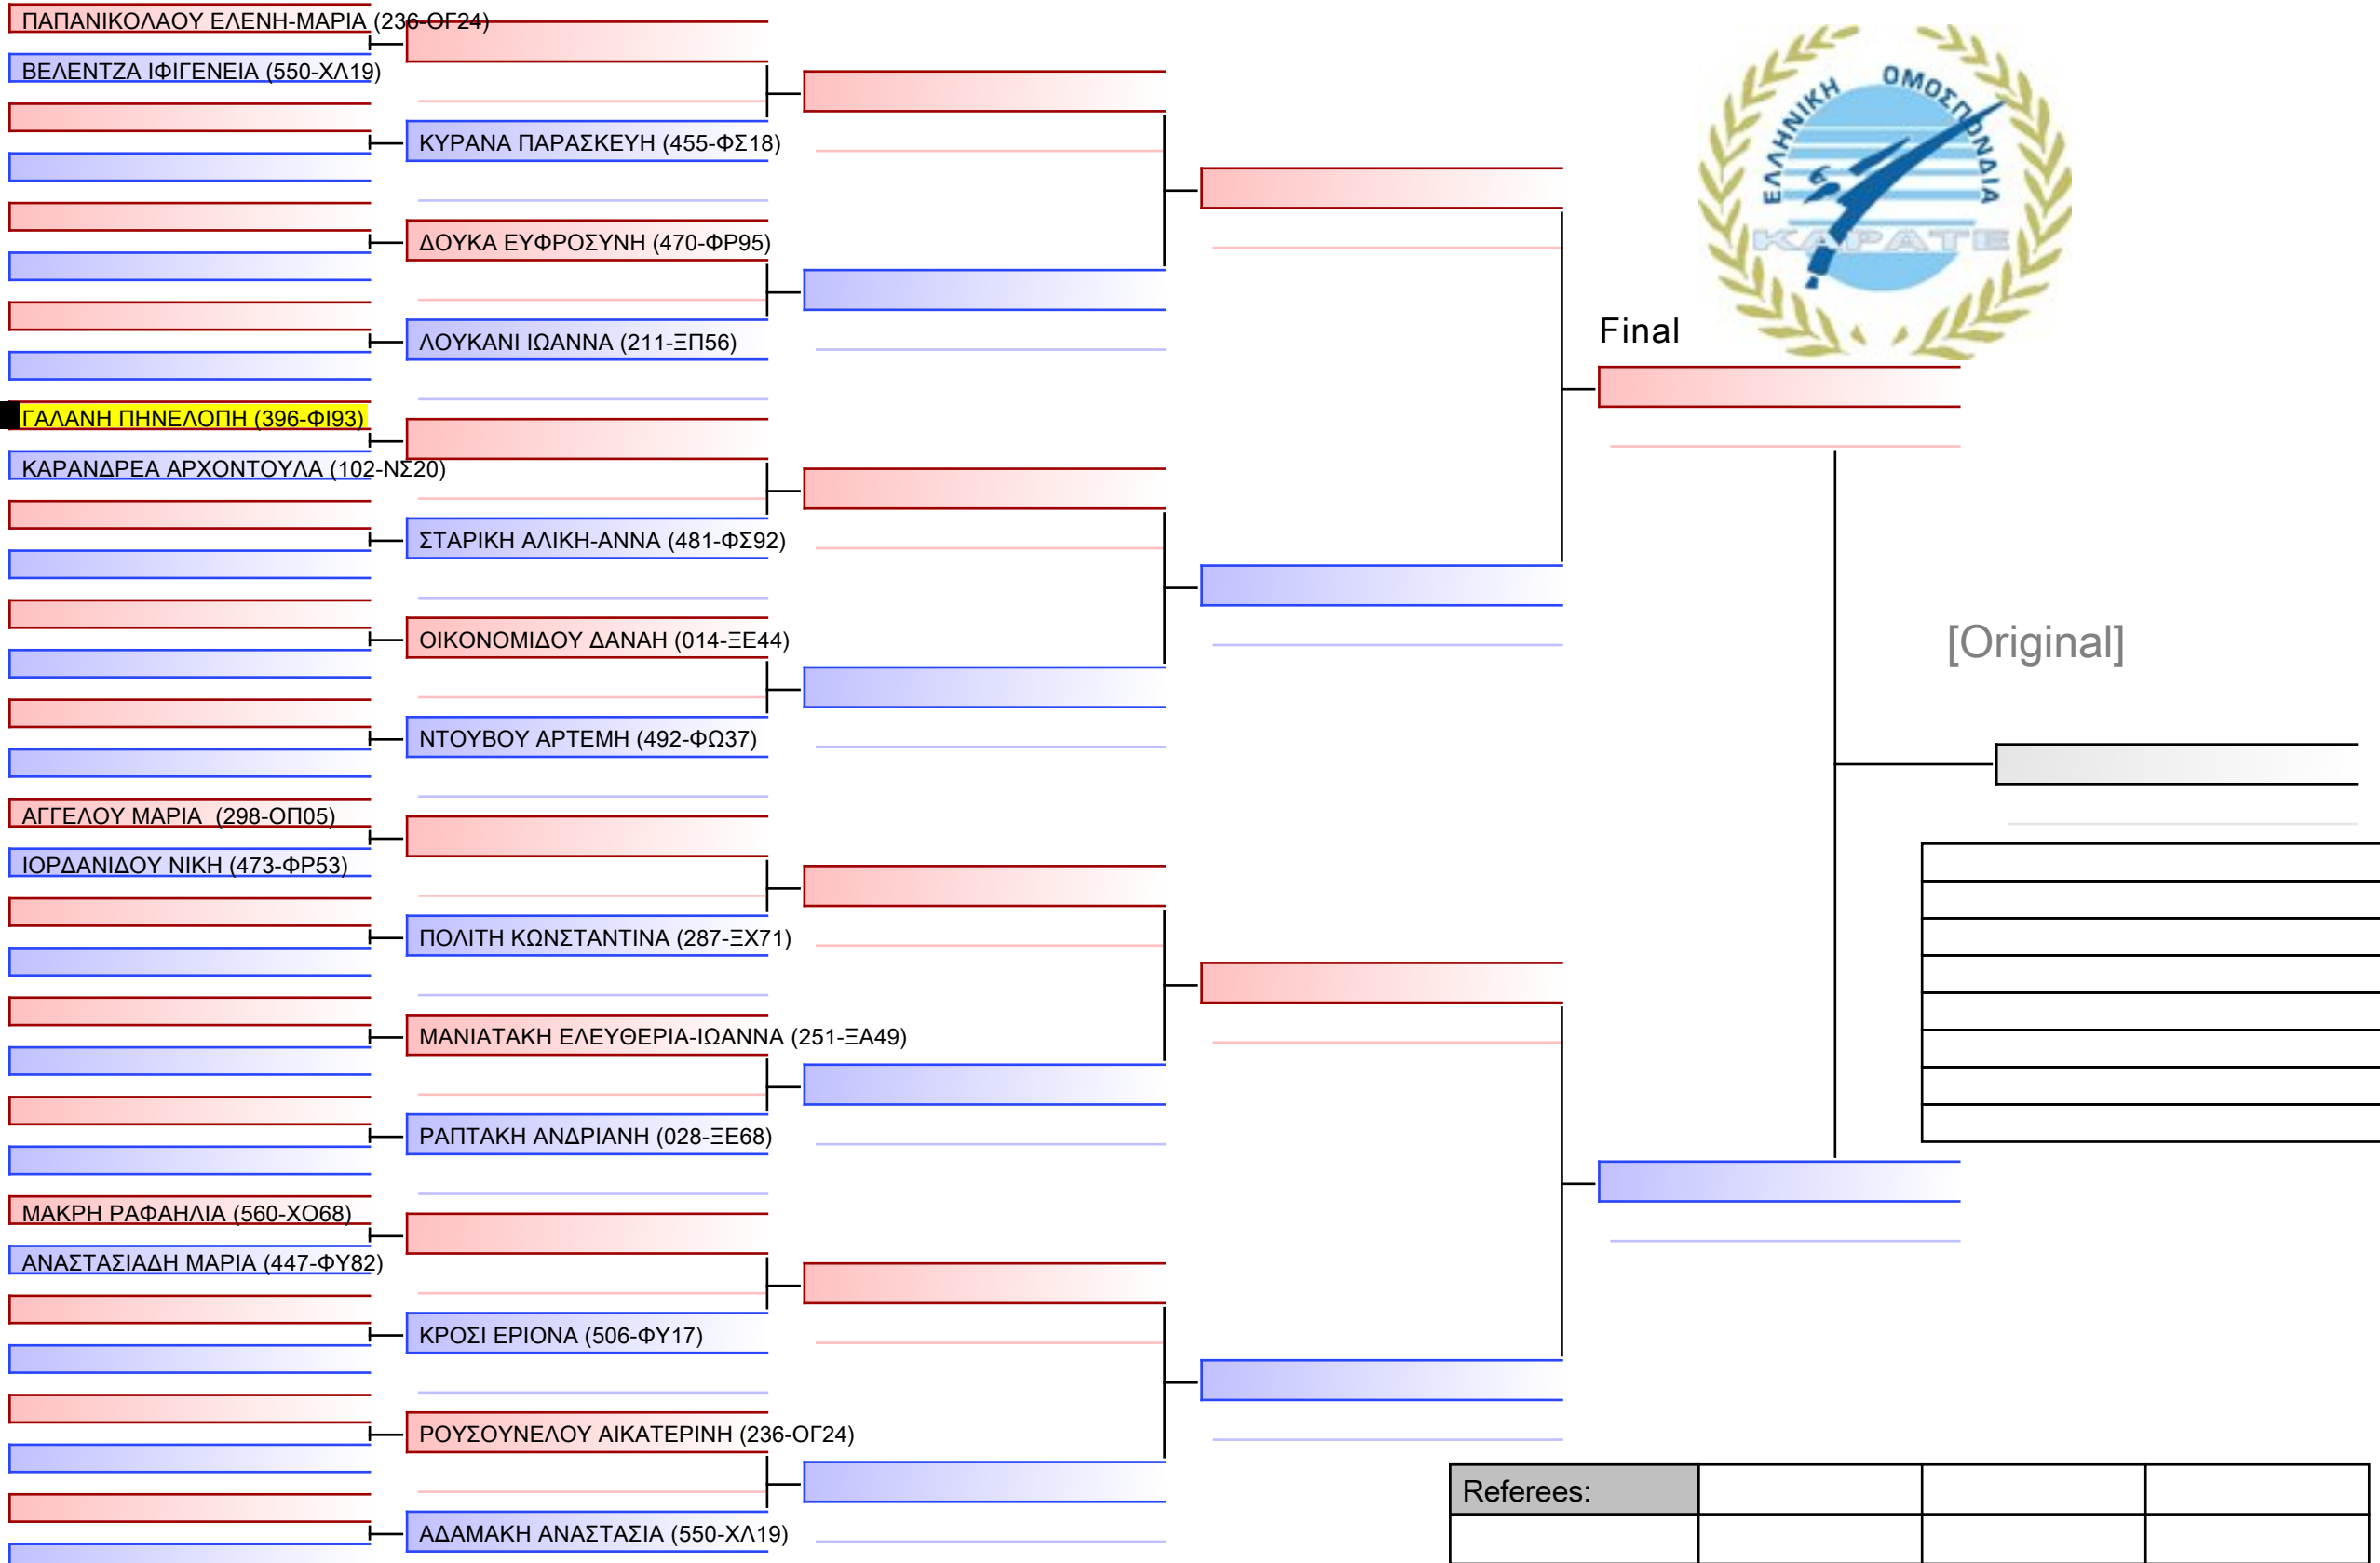 ΠΑΠΑΝΙΚΟΛΑΟΥ ΕΛΕΝΗ-ΜΑΡΙΑ (236-ΟΓ24)
ΒΕΛΕΝΤΖΑ ΙΦΙΓΕΝΕΙΑ (550-ΧΛ19)
ΚΥΡΑΝΑ ΠΑΡΑΣΚΕΥΗ (455-ΦΣ18)
ΔΟΥΚΑ ΕΥΦΡΟΣΥΝΗ (470-ΦΡ95)
ΛΟΥΚΑΝΙ ΙΩΑΝΝΑ (211-ΞΠ56)
ΓΑΛΑΝΗ ΠΗΝΕΛΟΠΗ (396-ΦΙ93)
ΚΑΡΑΝΔΡΕΑ ΑΡΧΟΝΤΟΥΛΑ (102-ΝΣ20)
ΣΤΑΡΙΚΗ ΑΛΙΚΗ-ΑΝΝΑ (481-ΦΣ92)
ΟΙΚΟΝΟΜΙΔΟΥ ΔΑΝΑΗ (014-ΞΕ44)
ΝΤΟΥΒΟΥ ΑΡΤΕΜΗ (492-ΦΩ37)
ΑΓΓΕΛΟΥ ΜΑΡΙΑ  (298-ΟΠ05)
ΙΟΡΔΑΝΙΔΟΥ ΝΙΚΗ (473-ΦΡ53)
ΠΟΛΙΤΗ ΚΩΝΣΤΑΝΤΙΝΑ (287-ΞΧ71)
ΜΑΝΙΑΤΑΚΗ ΕΛΕΥΘΕΡΙΑ-ΙΩΑΝΝΑ (251-ΞΑ49)
ΡΑΠΤΑΚΗ ΑΝΔΡΙΑΝΗ (028-ΞΕ68)
ΜΑΚΡΗ ΡΑΦΑΗΛΙΑ (560-ΧΟ68)
ΑΝΑΣΤΑΣΙΑΔΗ ΜΑΡΙΑ (447-ΦΥ82)
ΚΡΟΣΙ ΕΡΙΟΝΑ (506-ΦΥ17)
ΡΟΥΣΟΥΝΕΛΟΥ ΑΙΚΑΤΕΡΙΝΗ (236-ΟΓ24)
ΑΔΑΜΑΚΗ ΑΝΑΣΤΑΣΙΑ (550-ΧΛ19)
ΕΛΛΗΝΙΚΗ ΟΜΟΣΠΟΝΔΙΑ
ΚΑΡΑΤΕ
Final
[Original]
Referees: